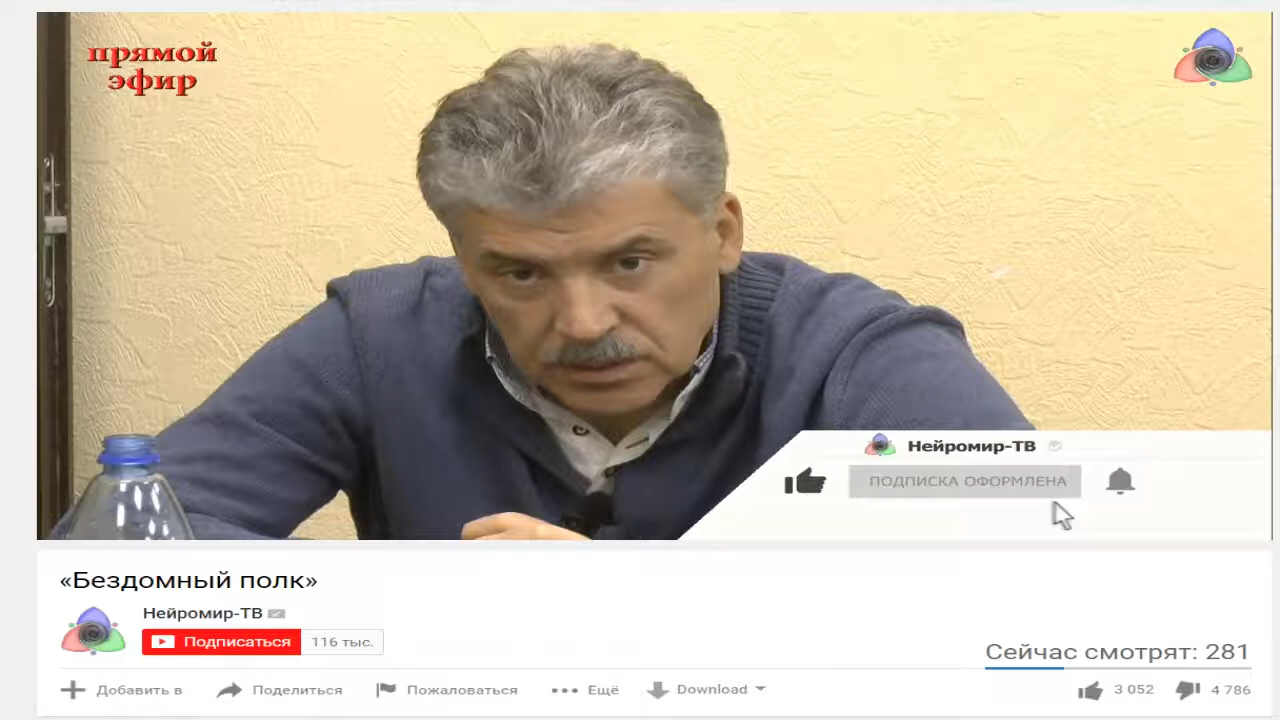 прямой
эфир
Нейромир-ТВ
ПОДПИСКА ОФОРМЛЕНА
«Бездомный полк»
Нейромир-ТВ
Подписаться 116 тыс.
Сейчас смотрят: 281
Добавить в Поделиться Пожаловаться Ещё Download 3 052 4 786